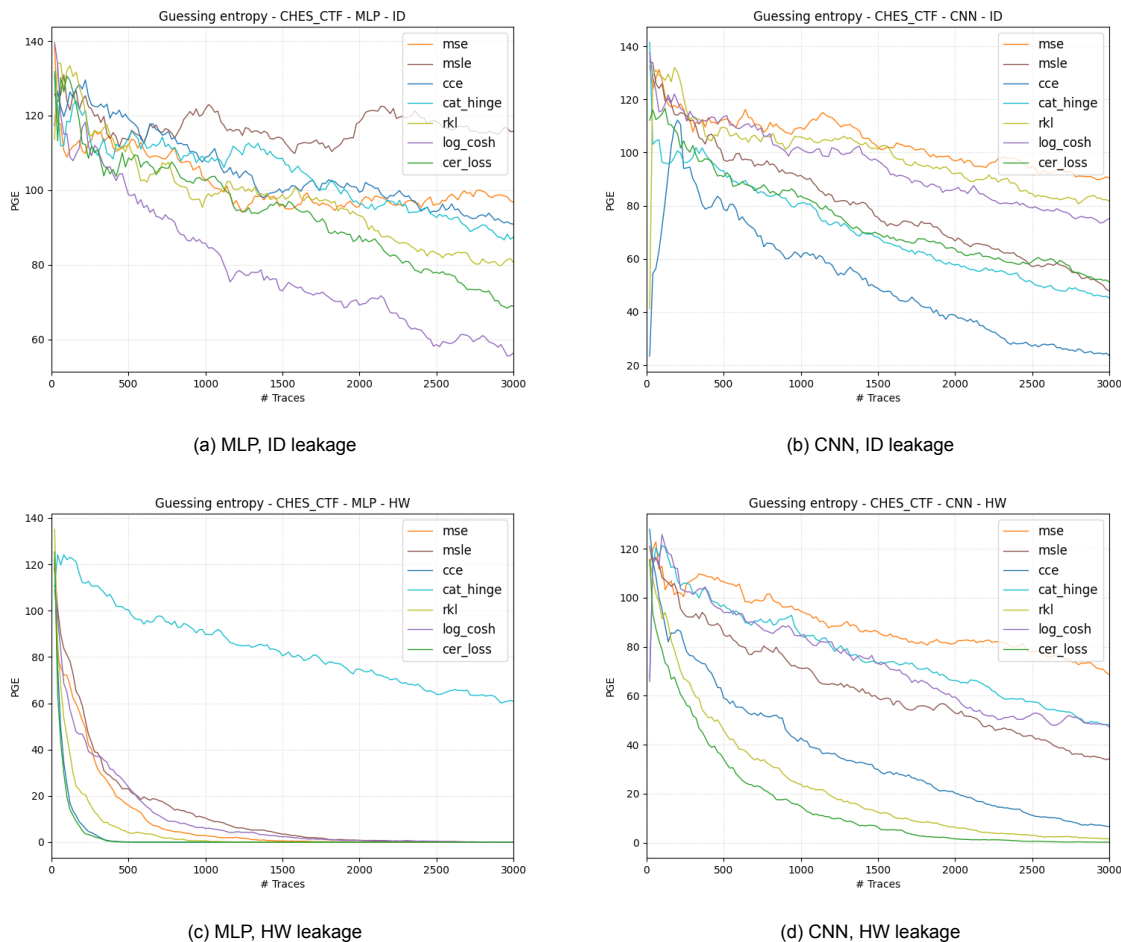 Guessing entropy - CHES_CTF - MLP - ID
140
120
100
80
60
PGE
0 500 1000 1500 2000 2500 3000
# Traces
mse
msle
cce
cat_hinge
rkl
log_cosh
cer_loss
(a) MLP, ID leakage
Guessing entropy - CHES_CTF - CNN - ID
140
120
100
80
60
40
20
PGE
0 500 1000 1500 2000 2500 3000
# Traces
mse
msle
cce
cat_hinge
rkl
log_cosh
cer_loss
(b) CNN, ID leakage
Guessing entropy - CHES_CTF - MLP - HW
140
120
100
80
60
40
20
0
PGE
0 500 1000 1500 2000 2500 3000
# Traces
mse
msle
cce
cat_hinge
rkl
log_cosh
cer_loss
(c) MLP, HW leakage
Guessing entropy - CHES_CTF - CNN - HW
120
100
80
60
40
20
0
PGE
0 500 1000 1500 2000 2500 3000
# Traces
mse
msle
cce
cat_hinge
rkl
log_cosh
cer_loss
(d) CNN, HW leakage